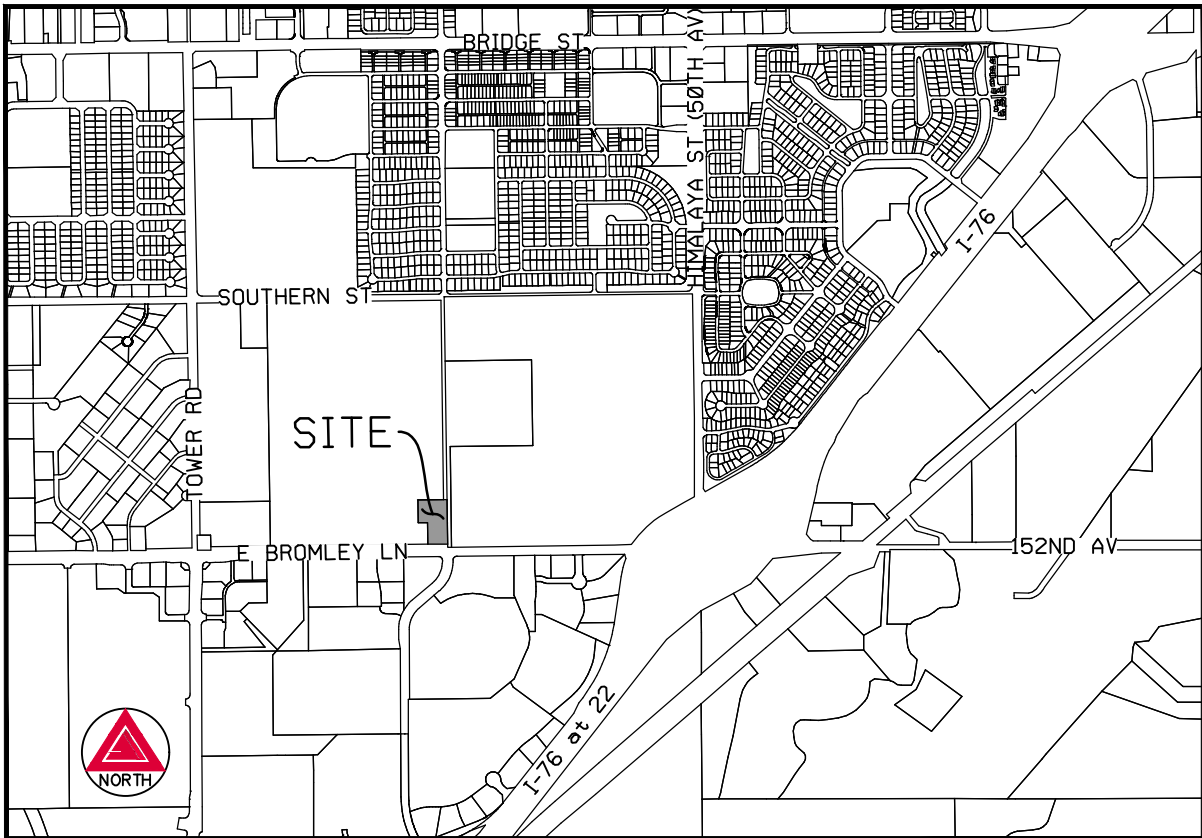 BRIDGE ST.
HIMALAYA ST (50TH AV)
I-76
SOUTHERN ST
TOWER RD
SITE
E BROMLEY LN
152ND AV
I-76 at 22
NORTH